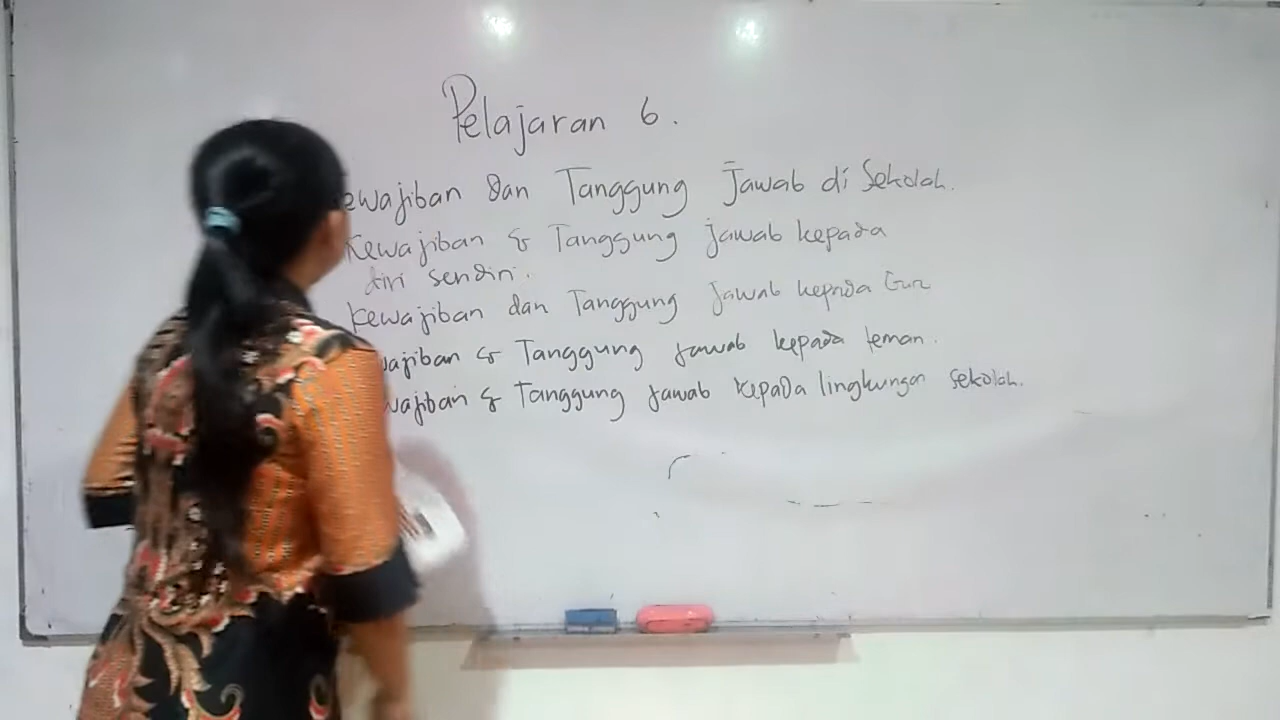 Pelajaran 6.
ewajiban dan Tanggung Jawab di Sekolah.
Kewajiban & Tanggung jawab kepada
diri sendiri.
Kewajiban dan Tanggung Jawab kepada Guru
wajiban & Tanggung jawab kepada teman.
wajiban & Tanggung jawab kepada lingkungan sekolah.